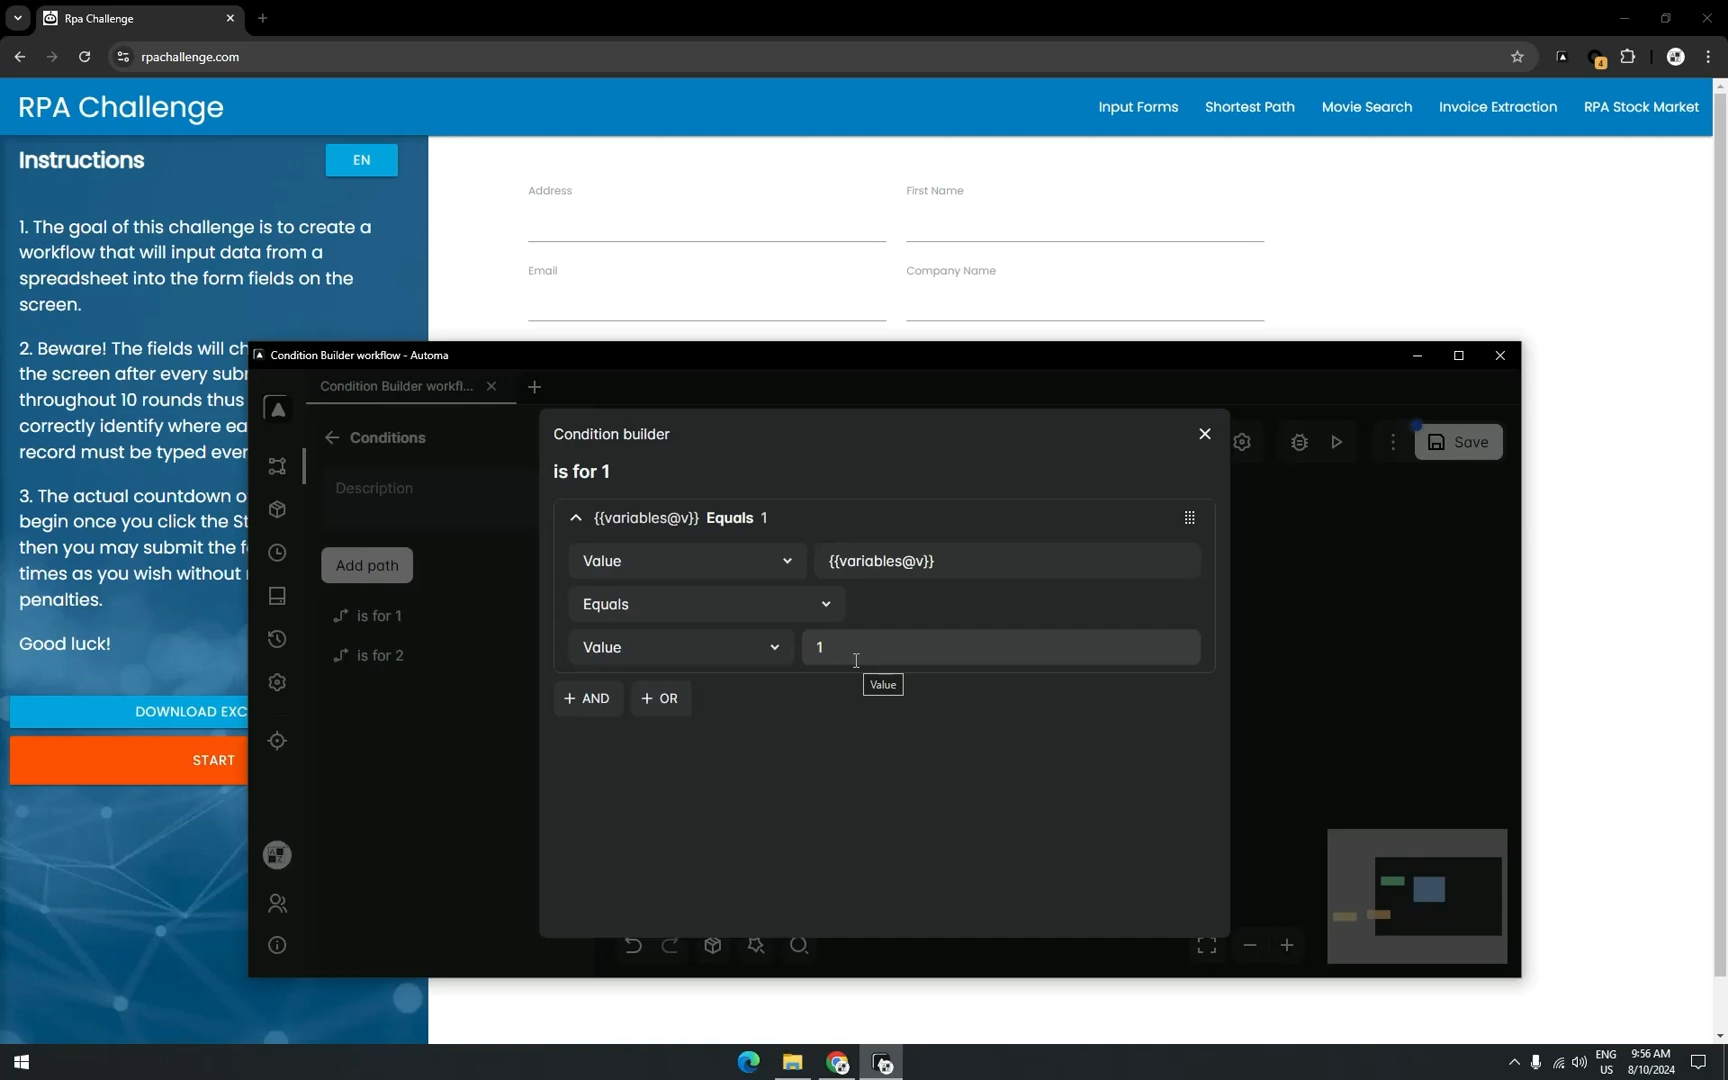 Rpa Challenge
rpachallenge.com
4
RPA Challenge
Input Forms
Shortest Path
Movie Search
Invoice Extraction
RPA Stock Market
Instructions
EN
1. The goal of this challenge is to create a
workflow that will input data from a
spreadsheet into the form fields on the
screen.
2. Beware! The fields will ch
the screen after every subr
throughout 10 rounds thus
correctly identify where ea
record must be typed ever
3. The actual countdown o
begin once you click the St
then you may submit the f
times as you wish without
penalties.
Good luck!
DOWNLOAD EXC
START
Address
First Name
Email
Company Name
Condition Builder workflow - Automa
Condition Builder workfl...
Conditions
Description
Add path
is for 1
is for 2
Save
Condition builder
is for 1
{{variables@v}} Equals 1
Value
{{variables@v}}
Equals
Value
1
Value
+ AND
+ OR
ENG
US
9:56 AM
8/10/2024